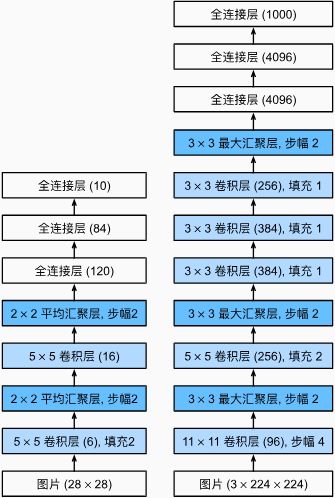 全连接层 (10)
全连接层 (84)
全连接层 (120)
2 × 2 平均汇聚层, 步幅2
5 × 5 卷积层 (16)
2 × 2 平均汇聚层, 步幅2
5 × 5 卷积层 (6), 填充2
图片 (28 × 28)
全连接层 (1000)
全连接层 (4096)
全连接层 (4096)
3 × 3 最大汇聚层, 步幅 2
3 × 3 卷积层 (256), 填充 1
3 × 3 卷积层 (384), 填充 1
3 × 3 卷积层 (384), 填充 1
3 × 3 最大汇聚层, 步幅 2
5 × 5 卷积层 (256), 填充 2
3 × 3 最大汇聚层, 步幅 2
11 × 11 卷积层 (96), 步幅 4
图片 (3 × 224 × 224)